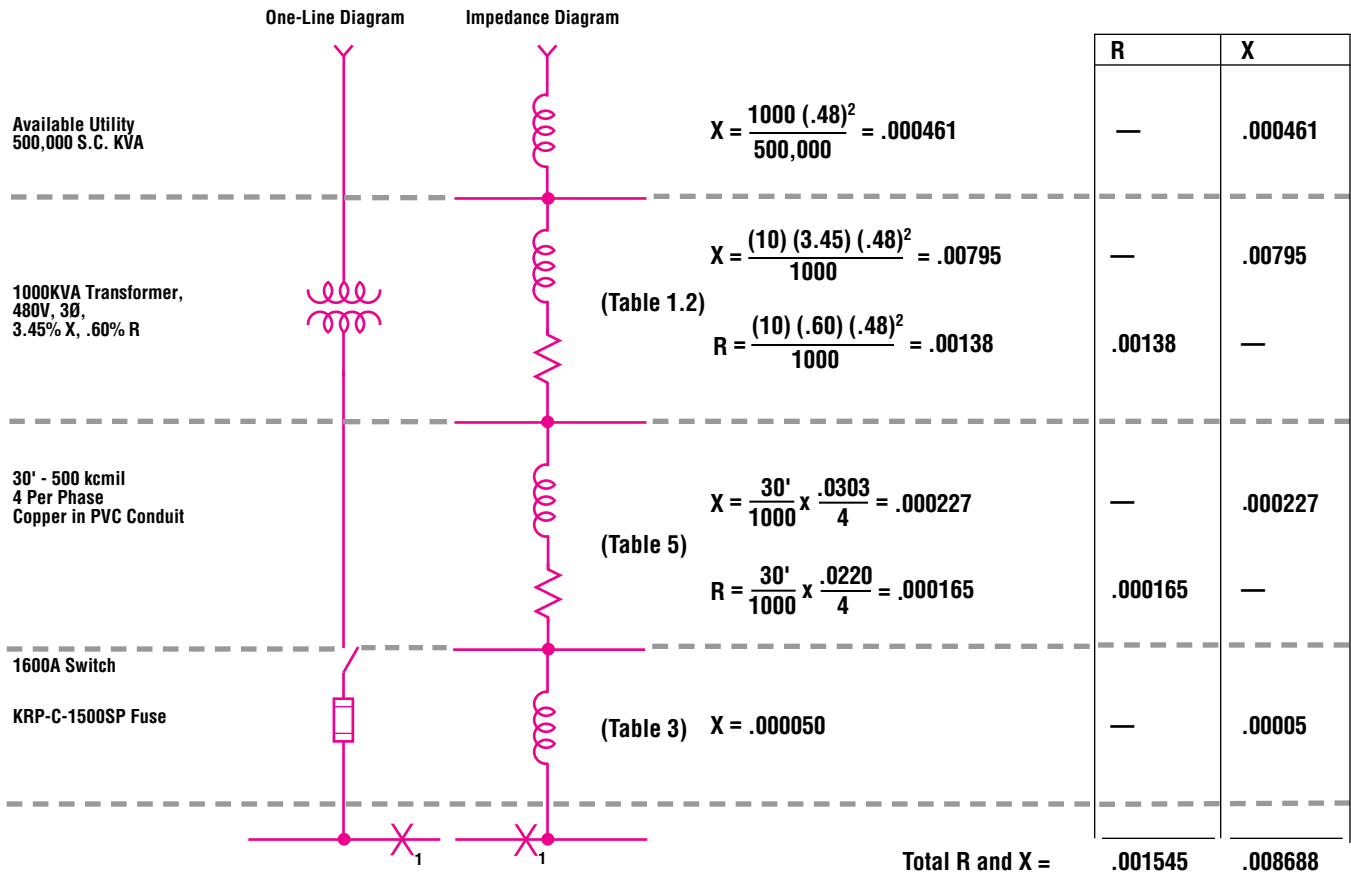 One-Line Diagram Impedance Diagram
R X
Available Utility
500,000 S.C. KVA
X = 1000 (.48)² / 500,000 = .000461 — .000461
1000KVA Transformer,
480V, 3Ø,
3.45% X, .60% R
(Table 1.2)
X = (10) (3.45) (.48)² / 1000 = .00795 — .00795
R = (10) (.60) (.48)² / 1000 = .00138 .00138 —
30' - 500 kcmil
4 Per Phase
Copper in PVC Conduit
(Table 5)
X = 30' / 1000 x .0303 / 4 = .000227 — .000227
R = 30' / 1000 x .0220 / 4 = .000165 .000165 —
1600A Switch
KRP-C-1500SP Fuse
(Table 3) X = .000050 — .00005
1 1
Total R and X = .001545 .008688